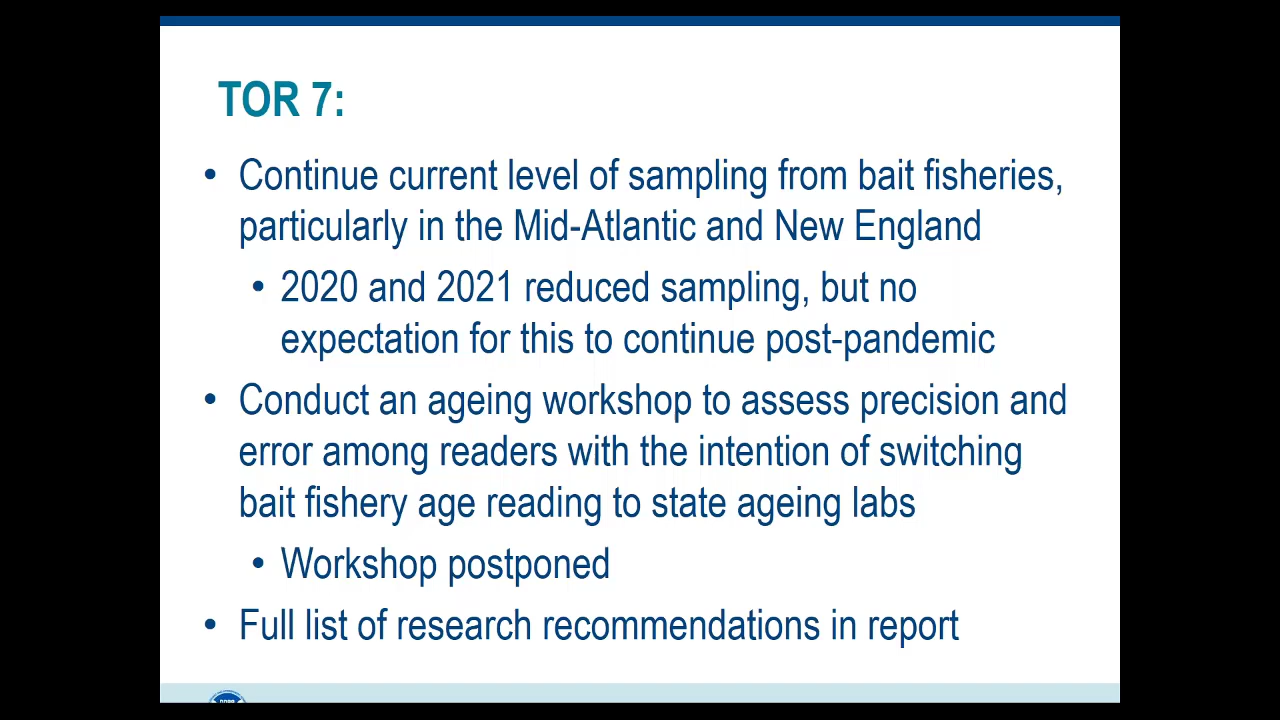 TOR 7:
• Continue current level of sampling from bait fisheries,
particularly in the Mid-Atlantic and New England
• 2020 and 2021 reduced sampling, but no
expectation for this to continue post-pandemic
• Conduct an ageing workshop to assess precision and
error among readers with the intention of switching
bait fishery age reading to state ageing labs
• Workshop postponed
• Full list of research recommendations in report